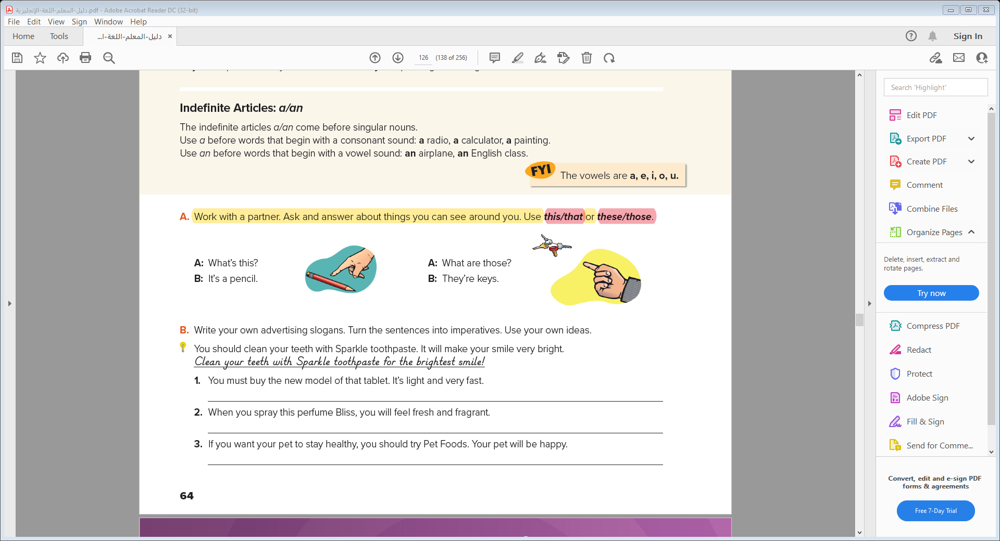 دليل-المعلم-اللغة-الإنجليزية.pdf - Adobe Acrobat Reader DC (32-bit)
File Edit View Sign Window Help
Home Tools دليل-المعلم-اللغة-ا... Sign In
126 (138 of 256)
Indefinite Articles: a/an
The indefinite articles a/an come before singular nouns.
Use a before words that begin with a consonant sound: a radio, a calculator, a painting.
Use an before words that begin with a vowel sound: an airplane, an English class.
FYI The vowels are a, e, i, o, u.
A. Work with a partner. Ask and answer about things you can see around you. Use this/that or these/those.
A: What's this?
B: It's a pencil.
A: What are those?
B: They're keys.
B. Write your own advertising slogans. Turn the sentences into imperatives. Use your own ideas.
You should clean your teeth with Sparkle toothpaste. It will make your smile very bright.
Clean your teeth with Sparkle toothpaste for the brightest smile!
1. You must buy the new model of that tablet. It's light and very fast.
2. When you spray this perfume Bliss, you will feel fresh and fragrant.
3. If you want your pet to stay healthy, you should try Pet Foods. Your pet will be happy.
64
Search 'Highlight'
Edit PDF
Export PDF
Create PDF
Comment
Combine Files
Organize Pages
Delete, insert, extract and
rotate pages.
Try now
Compress PDF
Redact
Protect
Adobe Sign
Fill & Sign
Send for Comme...
Convert, edit and e-sign PDF
forms & agreements
Free 7-Day Trial